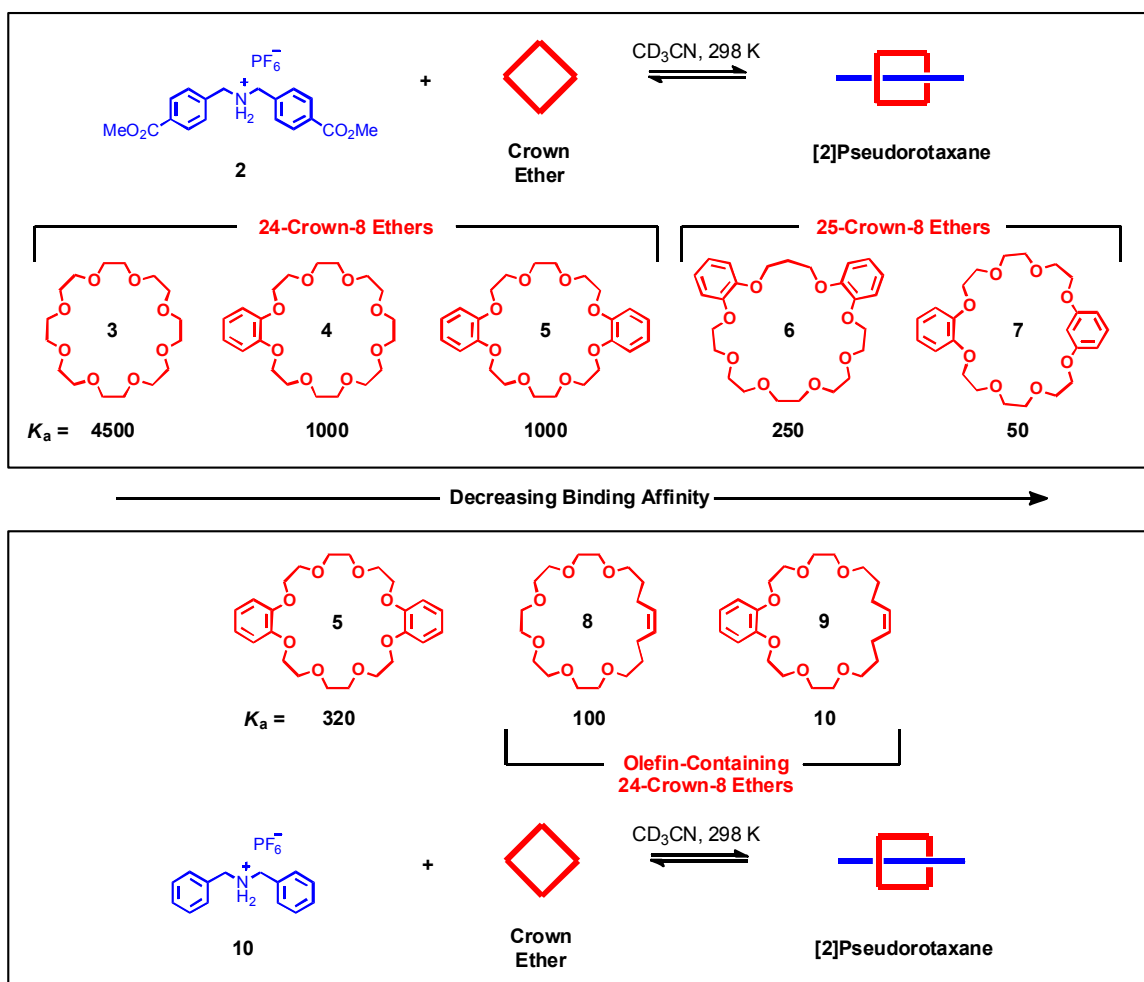 PF6−
+
N
H2
MeO2C
CO2Me
2
+
Crown
Ether
CD3CN, 298 K
[2]Pseudorotaxane
24-Crown-8 Ethers
25-Crown-8 Ethers
O O O O O O O O
3
O O O O O O O O
4
O O O O O O O O
5
O O O O O O O O
6
O O O O O O O O
7
Ka = 4500 1000 1000 250 50
Decreasing Binding Affinity
O O O O O O O O
5
O O O O O O
8
O O O O O O
9
Ka = 320 100 10
Olefin-Containing
24-Crown-8 Ethers
PF6−
+
N
H2
10
+
Crown
Ether
CD3CN, 298 K
[2]Pseudorotaxane